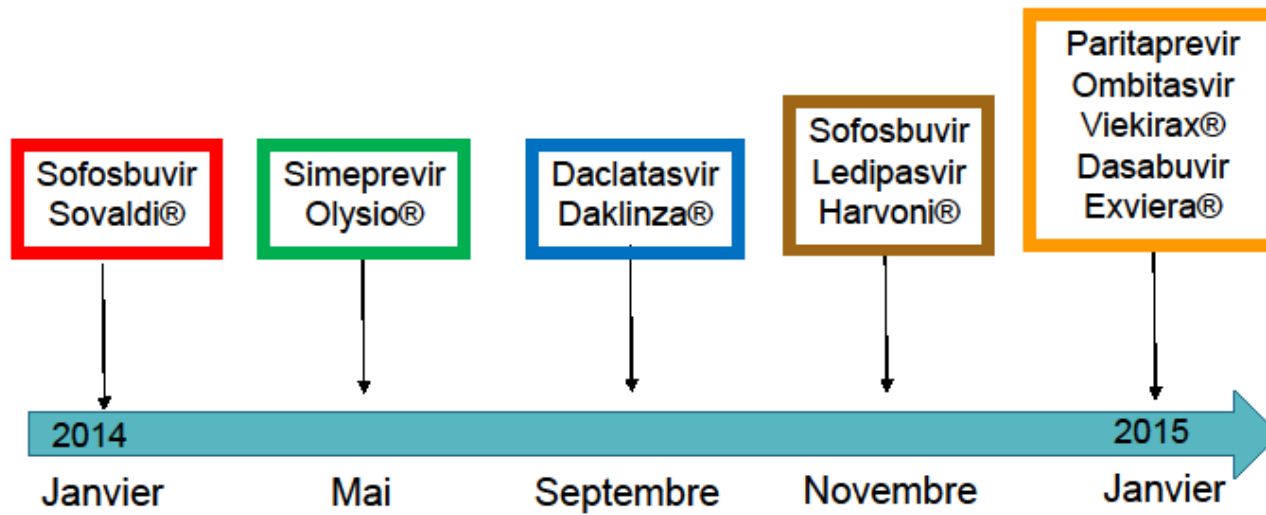 Sofosbuvir
Sovaldi®
Simeprevir
Olysio®
Daclatasvir
Daklinza®
Sofosbuvir
Ledipasvir
Harvoni®
Paritaprevir
Ombitasvir
Viekirax®
Dasabuvir
Exviera®
2014
2015
Janvier
Mai
Septembre
Novembre
Janvier